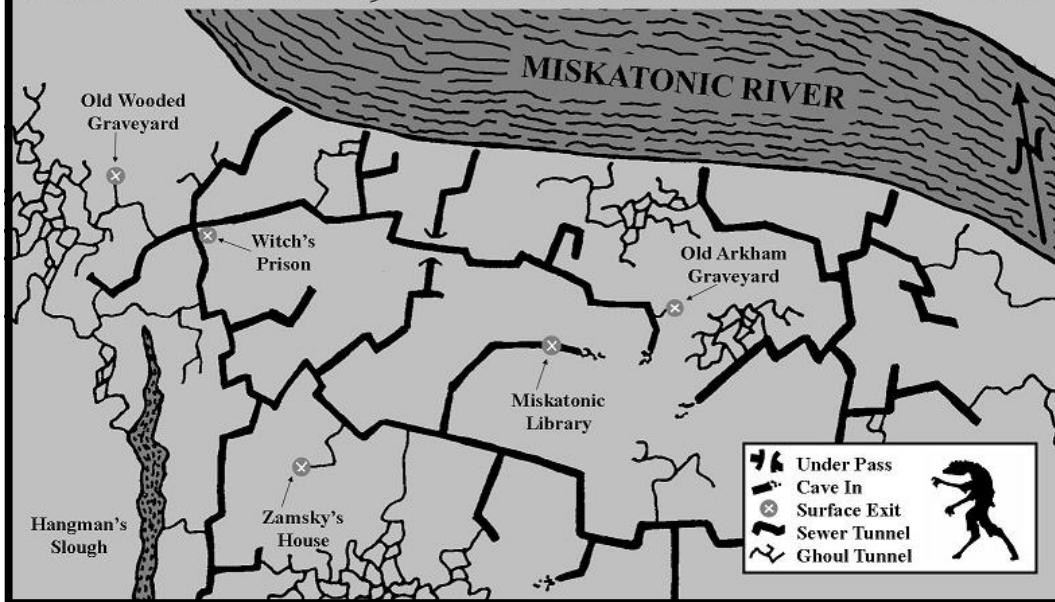 MISKATONIC RIVER
Old Wooded
Graveyard
Witch's
Prison
Old Arkham
Graveyard
Miskatonic
Library
Zamsky's
House
Hangman's
Slough
N
Under Pass
Cave In
Surface Exit
Sewer Tunnel
Ghoul Tunnel